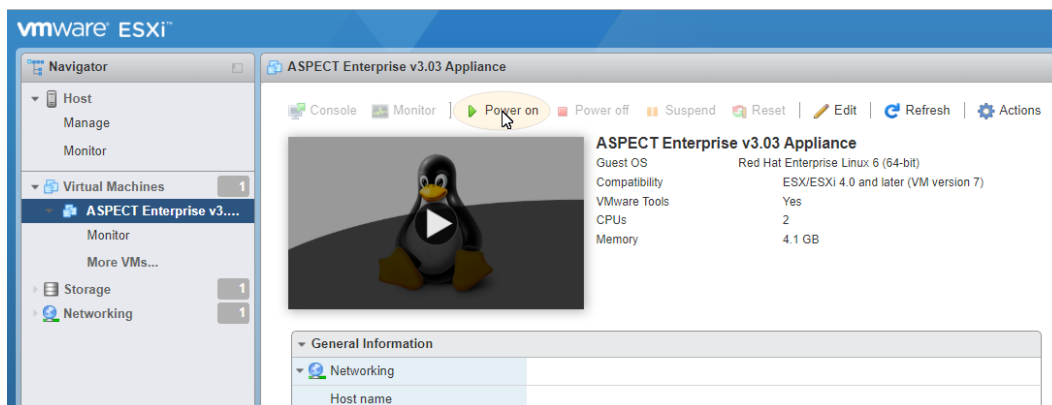 vmware ESXi™
Navigator
Host
Manage
Monitor
Virtual Machines 1
ASPECT Enterprise v3....
Monitor
More VMs...
Storage 1
Networking 1
ASPECT Enterprise v3.03 Appliance
Console Monitor Power on Power off Suspend Reset Edit Refresh Actions
ASPECT Enterprise v3.03 Appliance
Guest OS Red Hat Enterprise Linux 6 (64-bit)
Compatibility ESX/ESXi 4.0 and later (VM version 7)
VMware Tools Yes
CPUs 2
Memory 4.1 GB
General Information
Networking
Host name